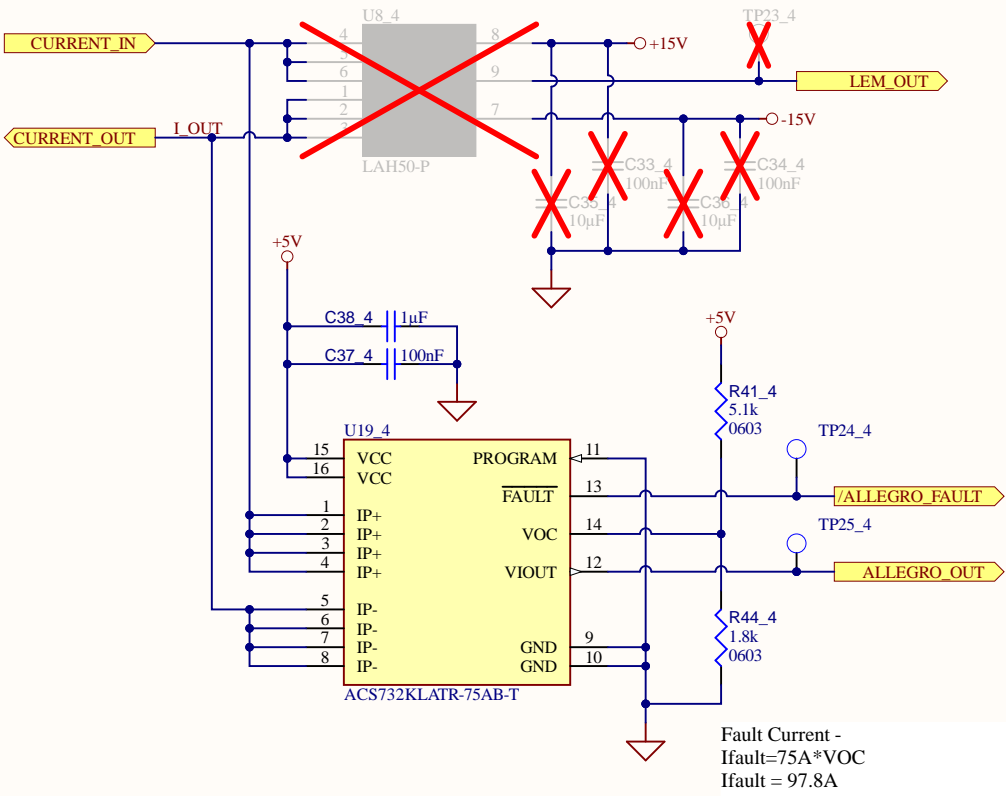 U8_4
TP23_4
CURRENT_IN
4
5
6
1
2
3
8
9
7
+15V
LEM_OUT
-15V
CURRENT_OUT
I_OUT
LAH50-P
C33_4
100nF
C34_4
100nF
C35_4
10µF
C36_4
10µF
+5V
C38_4
1µF
C37_4
100nF
+5V
R41_4
5.1k
0603
U19_4
TP24_4
15 VCC
16 VCC
PROGRAM 11
FAULT 13
/ALLEGRO_FAULT
1 IP+
2 IP+
3 IP+
4 IP+
VOC 14
TP25_4
VIOUT 12
ALLEGRO_OUT
5 IP-
6 IP-
7 IP-
8 IP-
GND 9
GND 10
R44_4
1.8k
0603
ACS732KLATR-75AB-T
Fault Current -
Ifault=75A*VOC
Ifault = 97.8A